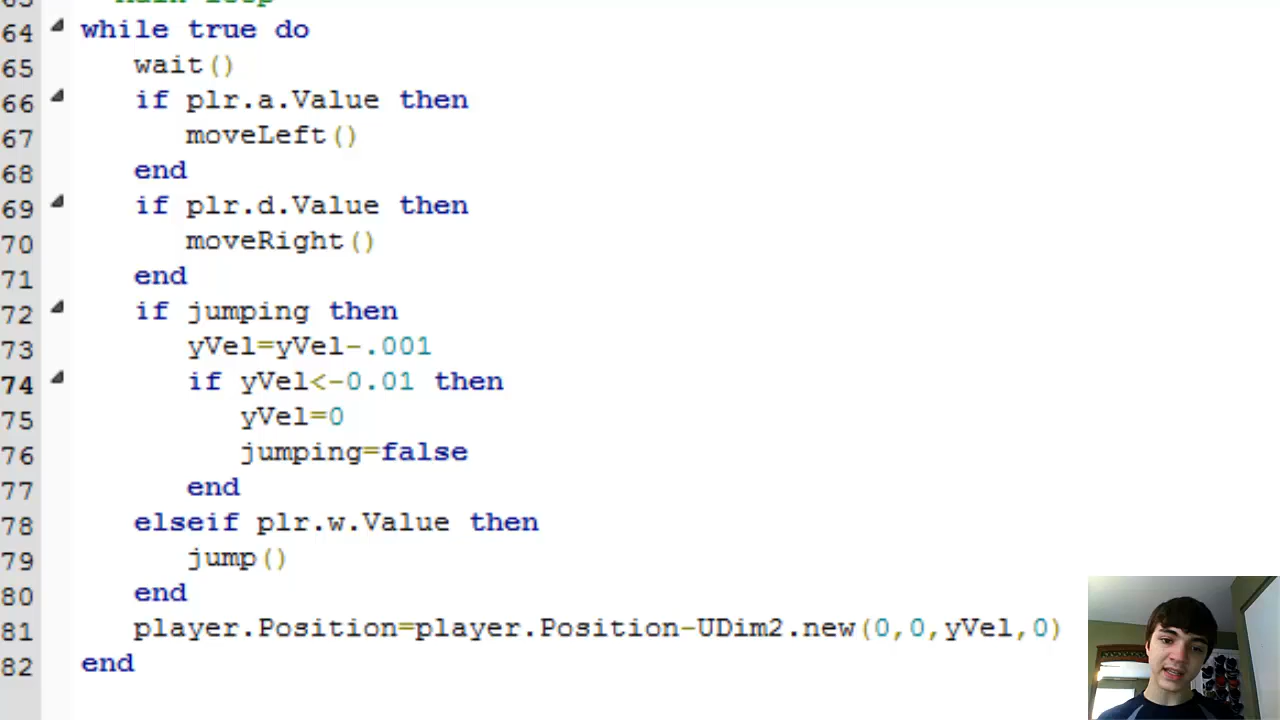 63 main loop
64 while true do
65 wait()
66 if plr.a.Value then
67 moveLeft()
68 end
69 if plr.d.Value then
70 moveRight()
71 end
72 if jumping then
73 yVel=yVel-.001
74 if yVel<-0.01 then
75 yVel=0
76 jumping=false
77 end
78 elseif plr.w.Value then
79 jump()
80 end
81 player.Position=player.Position-UDim2.new(0,0,yVel,0)
82 end